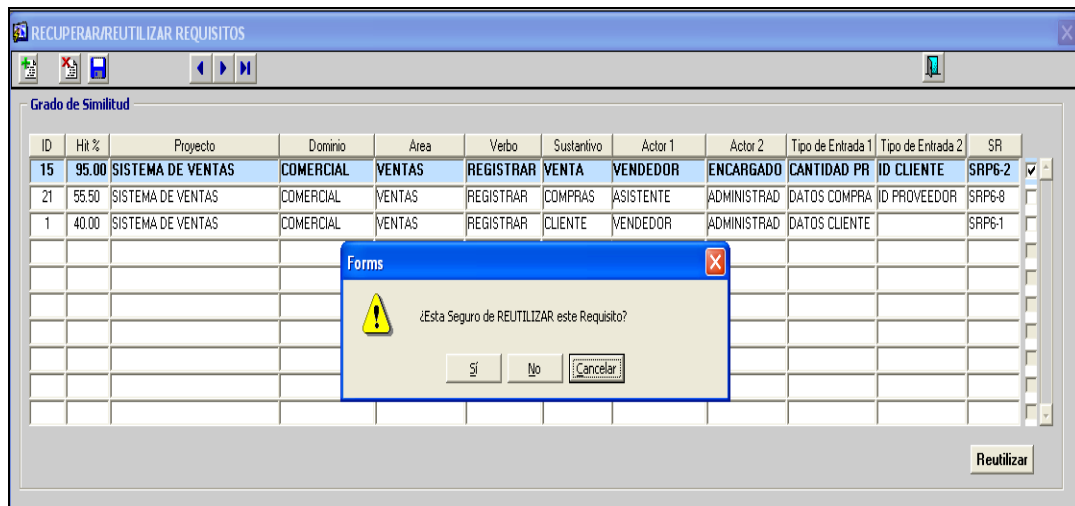 RECUPERAR/REUTILIZAR REQUISITOS
Grado de Similitud
ID Hit % Proyecto Dominio Area Verbo Sustantivo Actor 1 Actor 2 Tipo de Entrada 1 Tipo de Entrada 2 SR
15 95.00 SISTEMA DE VENTAS COMERCIAL VENTAS REGISTRAR VENTA VENDEDOR ENCARGADO CANTIDAD PR ID CLIENTE SRP6-2
21 55.50 SISTEMA DE VENTAS COMERCIAL VENTAS REGISTRAR COMPRAS ASISTENTE ADMINISTRAD DATOS COMPRA ID PROVEEDOR SRP6-8
1 40.00 SISTEMA DE VENTAS COMERCIAL VENTAS REGISTRAR CLIENTE VENDEDOR ADMINISTRAD DATOS CLIENTE SRP6-1
Forms
¿Esta Seguro de REUTILIZAR este Requisito?
Sí No Cancelar
Reutilizar